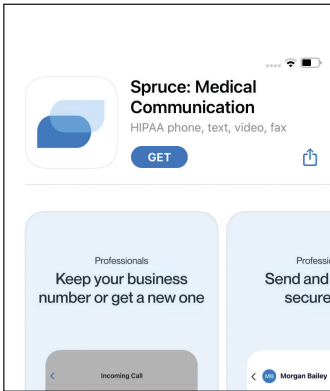 Spruce: Medical
Communication
HIPAA phone, text, video, fax
GET
Professionals
Keep your business
number or get a new one
Incoming Call
Send and
secure
MB Morgan Bailey